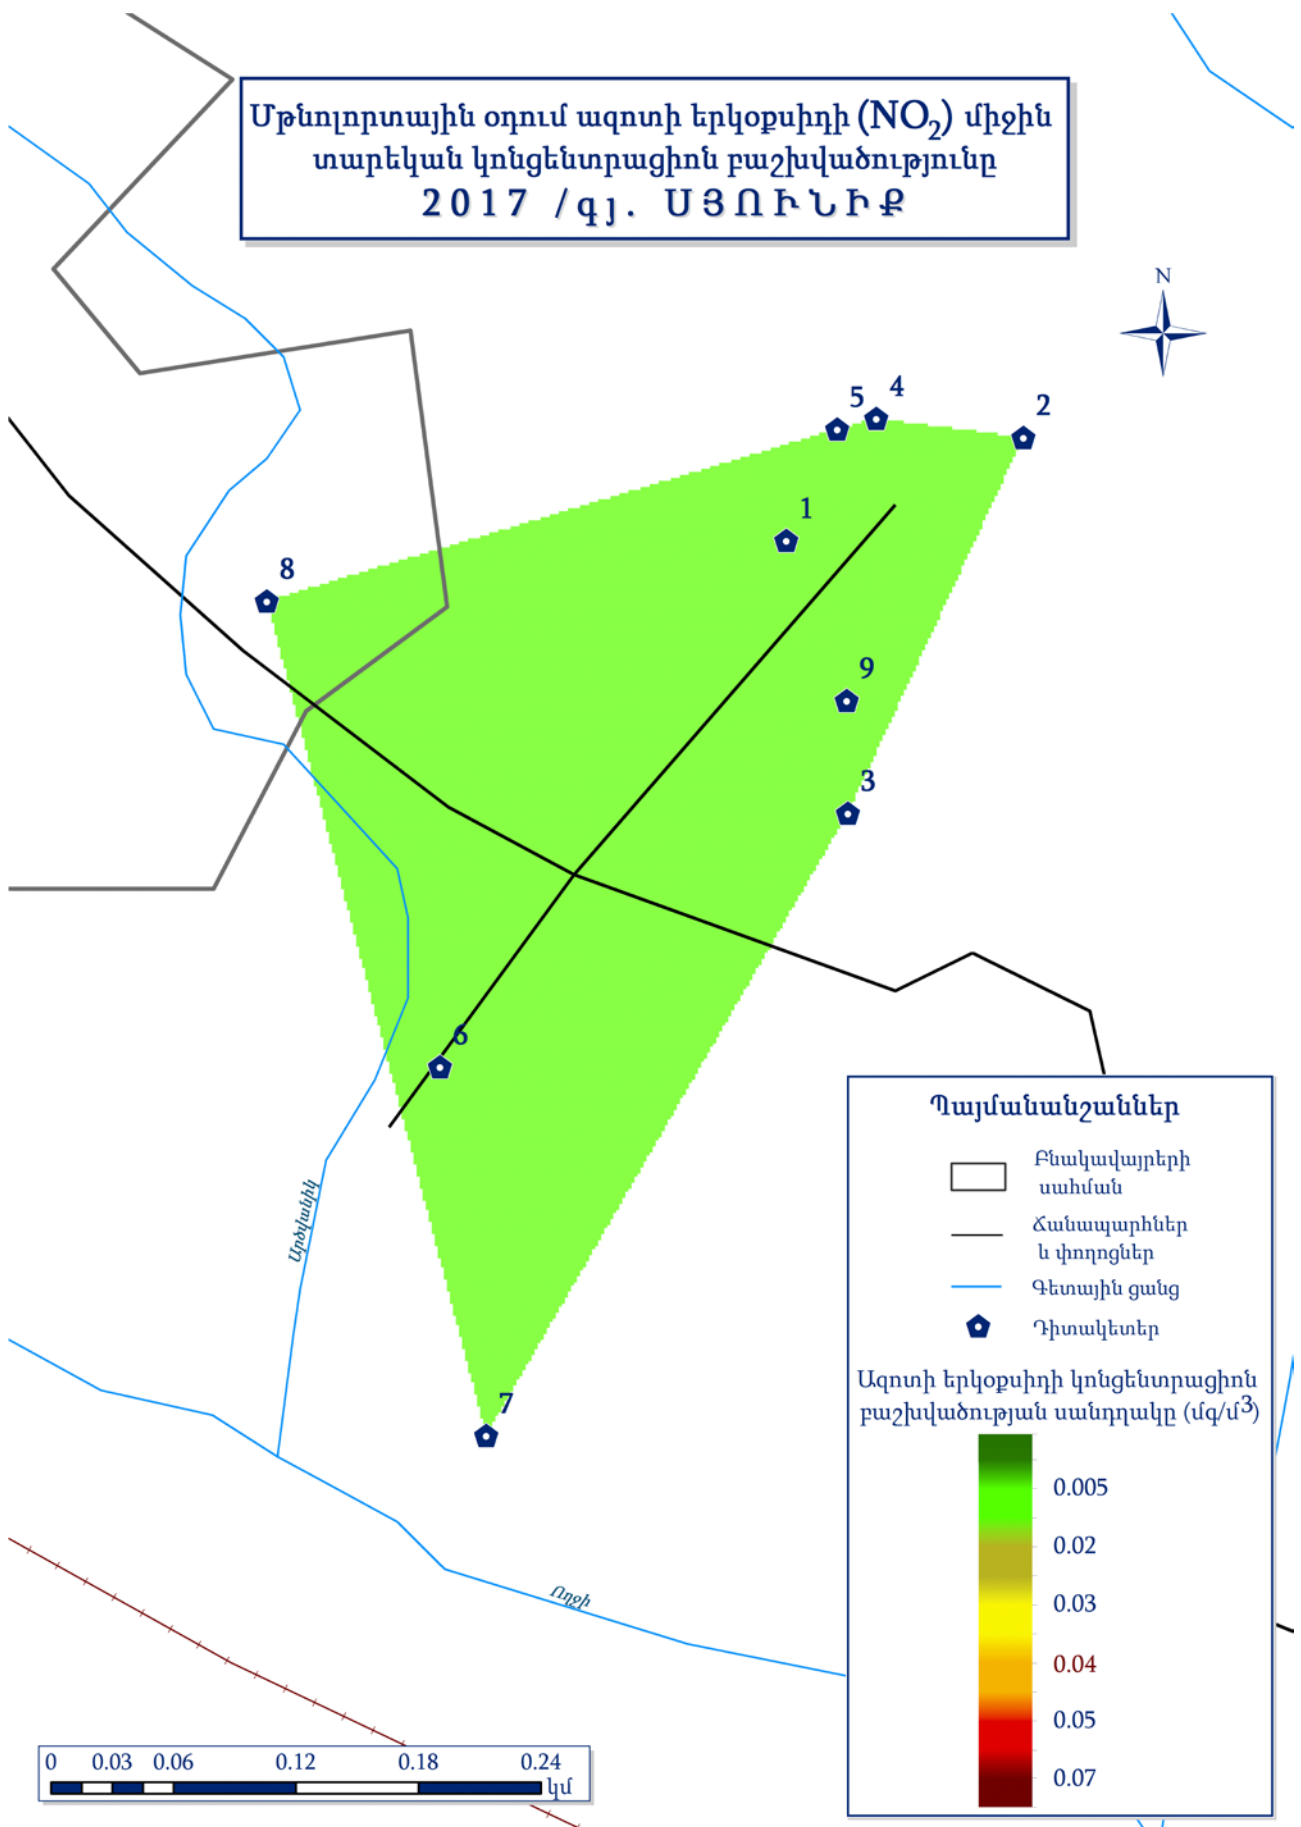 Մթնոլորտային օդում ազոտի երկօքսիդի (NO2) միջին
տարեկան կոնցենտրացիոն բաշխվածությունը
2017 /գյ. ՍՅՈՒՆԻՔ
N
5
4
2
1
8
9
3
6
7
Արծվանիկ
Ողջի
Պայմանանշաններ
Բնակավայրերի
սահման
Ճանապարհներ
և փողոցներ
Գետային ցանց
Դիտակետեր
Ազոտի երկօքսիդի կոնցենտրացիոն
բաշխվածության սանդղակը (մգ/մ3)
0.005
0.02
0.03
0.04
0.05
0.07
0 0.03 0.06 0.12 0.18 0.24
կմ